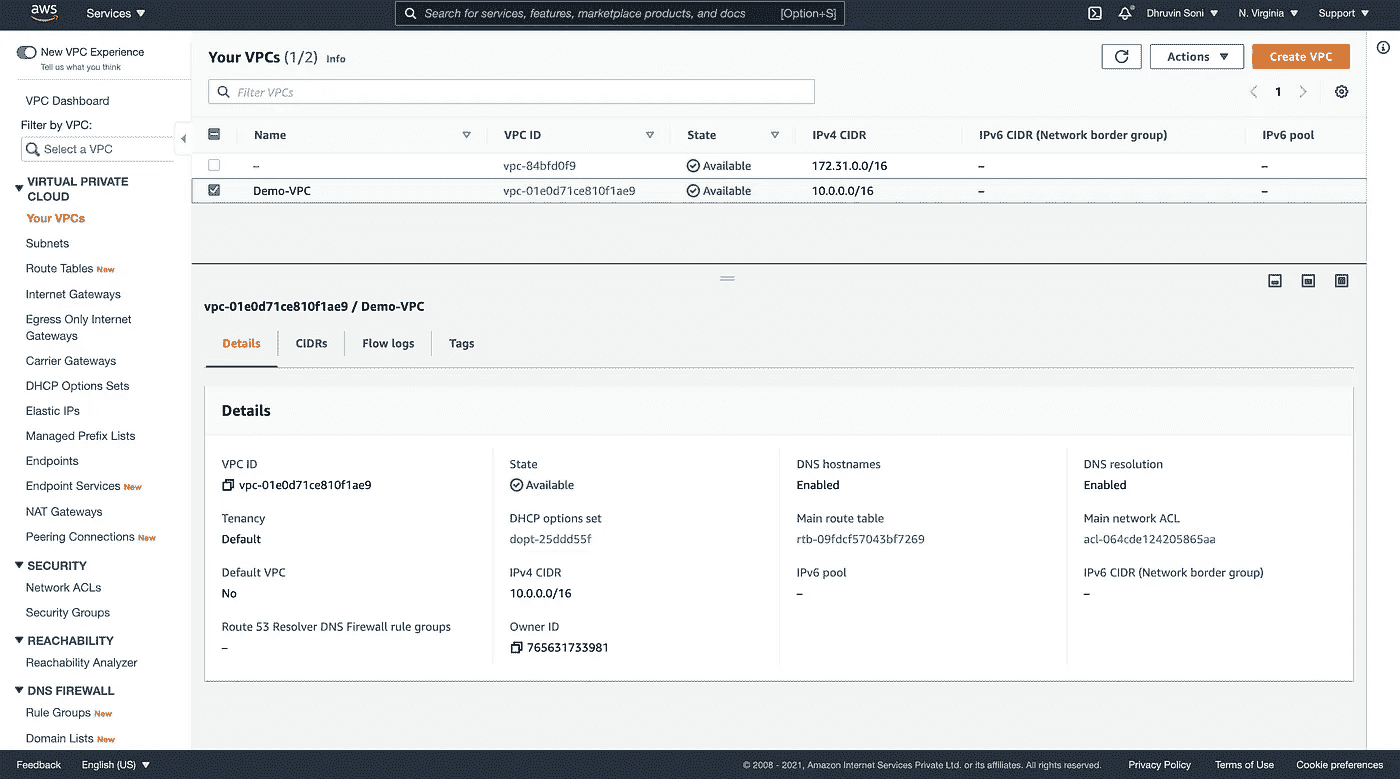 aws Services Search for services, features, marketplace products, and docs [Option+S] Dhruvin Soni N. Virginia Support
New VPC Experience
Tell us what you think
VPC Dashboard
Filter by VPC:
Select a VPC
VIRTUAL PRIVATE
CLOUD
Your VPCs
Subnets
Route Tables New
Internet Gateways
Egress Only Internet
Gateways
Carrier Gateways
DHCP Options Sets
Elastic IPs
Managed Prefix Lists
Endpoints
Endpoint Services New
NAT Gateways
Peering Connections New
SECURITY
Network ACLs
Security Groups
REACHABILITY
Reachability Analyzer
DNS FIREWALL
Rule Groups New
Domain Lists New
Your VPCs (1/2) Info Actions Create VPC
Filter VPCs 1
Name VPC ID State IPv4 CIDR IPv6 CIDR (Network border group) IPv6 pool
– vpc-84bfd0f9 Available 172.31.0.0/16 – –
Demo-VPC vpc-01e0d71ce810f1ae9 Available 10.0.0.0/16 – –
vpc-01e0d71ce810f1ae9 / Demo-VPC
Details CIDRs Flow logs Tags
Details
VPC ID State DNS hostnames DNS resolution
vpc-01e0d71ce810f1ae9 Available Enabled Enabled
Tenancy DHCP options set Main route table Main network ACL
Default dopt-25ddd55f rtb-09fdcf57043bf7269 acl-064cde124205865aa
Default VPC IPv4 CIDR IPv6 pool IPv6 CIDR (Network border group)
No 10.0.0.0/16 – –
Route 53 Resolver DNS Firewall rule groups Owner ID
– 765631733981
Feedback English (US) © 2008 - 2021, Amazon Internet Services Private Ltd. or its affiliates. All rights reserved. Privacy Policy Terms of Use Cookie preferences